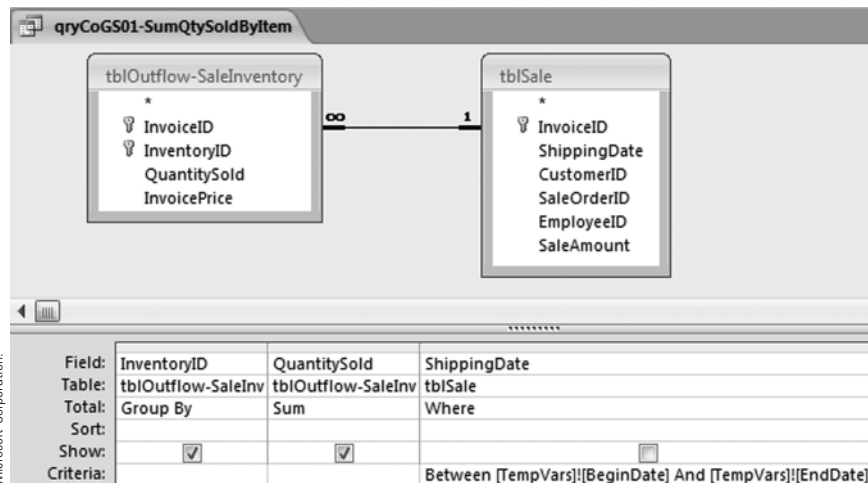 qryCoGS01-SumQtySoldByItem
tblOutflow-SaleInventory
*
InvoiceID
InventoryID
QuantitySold
InvoicePrice
∞ 1
tblSale
*
InvoiceID
ShippingDate
CustomerID
SaleOrderID
EmployeeID
SaleAmount
Field: InventoryID QuantitySold ShippingDate
Table: tblOutflow-SaleInv tblOutflow-SaleInv tblSale
Total: Group By Sum Where
Sort:
Show:
Criteria: Between [TempVars]![BeginDate] And [TempVars]![EndDate]
Microsoft Corporation.